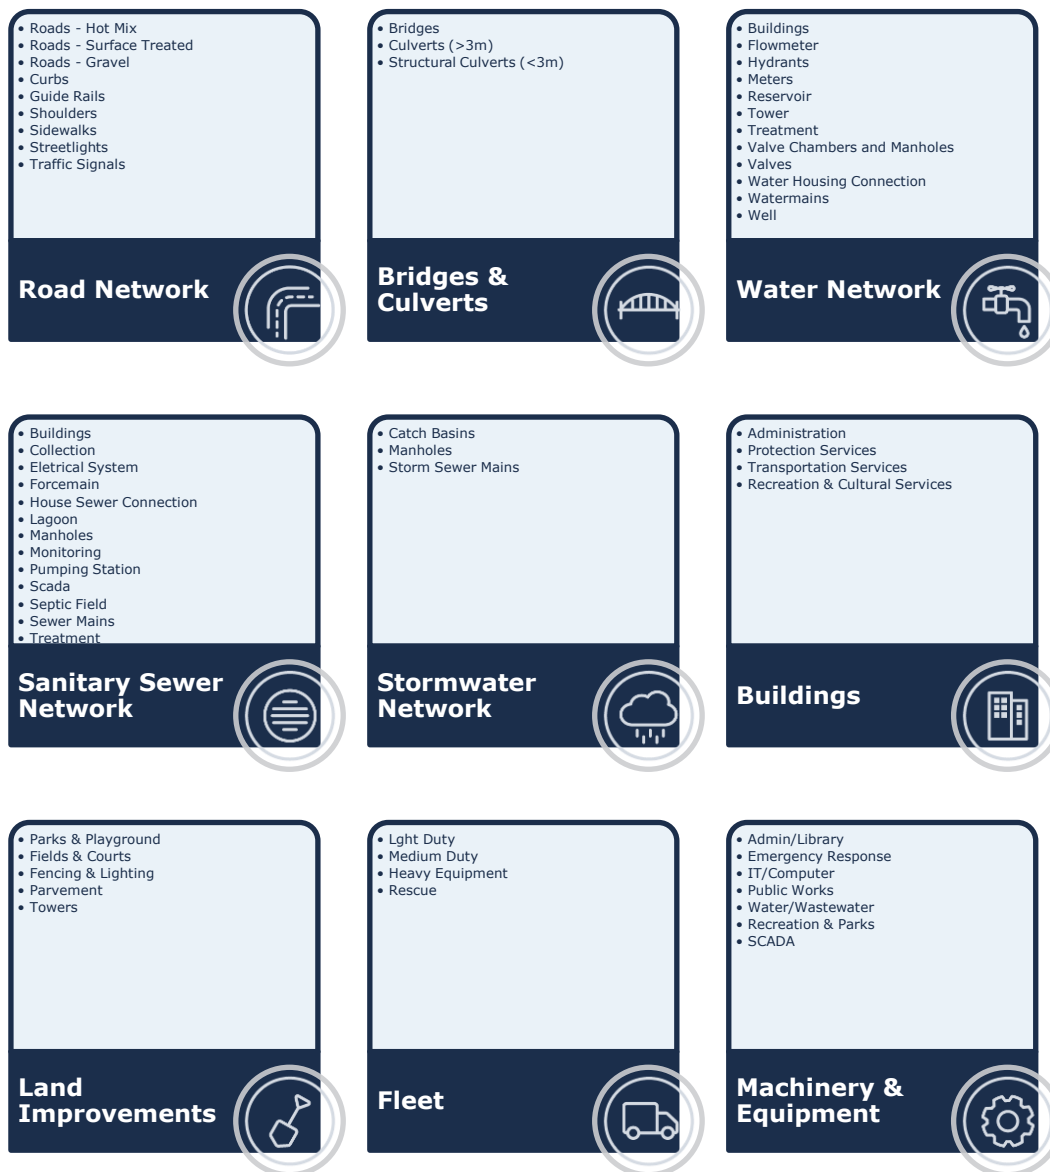 • Roads - Hot Mix
• Roads - Surface Treated
• Roads - Gravel
• Curbs
• Guide Rails
• Shoulders
• Sidewalks
• Streetlights
• Traffic Signals
Road Network
• Bridges
• Culverts (>3m)
• Structural Culverts (<3m)
Bridges &
Culverts
• Buildings
• Flowmeter
• Hydrants
• Meters
• Reservoir
• Tower
• Treatment
• Valve Chambers and Manholes
• Valves
• Water Housing Connection
• Watermains
• Well
Water Network
• Buildings
• Collection
• Eletrical System
• Forcemain
• House Sewer Connection
• Lagoon
• Manholes
• Monitoring
• Pumping Station
• Scada
• Septic Field
• Sewer Mains
• Treatment
Sanitary Sewer
Network
• Catch Basins
• Manholes
• Storm Sewer Mains
Stormwater
Network
• Administration
• Protection Services
• Transportation Services
• Recreation & Cultural Services
Buildings
• Parks & Playground
• Fields & Courts
• Fencing & Lighting
• Parvement
• Towers
Land
Improvements
• Lght Duty
• Medium Duty
• Heavy Equipment
• Rescue
Fleet
• Admin/Library
• Emergency Response
• IT/Computer
• Public Works
• Water/Wastewater
• Recreation & Parks
• SCADA
Machinery &
Equipment